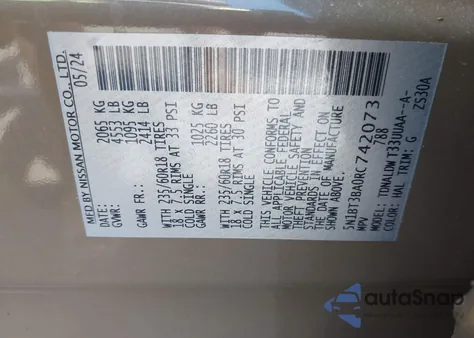 MFD BY NISSAN MOTOR CO., LTD.
05/24
GVWR: 2065 KG
4553 LB
GAWR FR: 1095 KG
2414 LB
WITH 235/60R18 TIRES
18 x 7.5 RIMS AT 33 PSI
COLD SINGLE
GAWR RR: 1025 KG
2260 LB
WITH 235/60R18 TIRES
18 x 7.5 RIMS AT 30 PSI
COLD SINGLE
THIS VEHICLE CONFORMS TO
ALL APPLICABLE FEDERAL
MOTOR VEHICLE SAFETY AND
THEFT PREVENTION
STANDARDS IN EFFECT ON
THE DATE OF MANUFACTURE
SHOWN ABOVE.
5N1BT3BA0RC742073
MPV
7768
MODEL:
COLOR: HAL TRIM: G
ZS30A
autoSnap